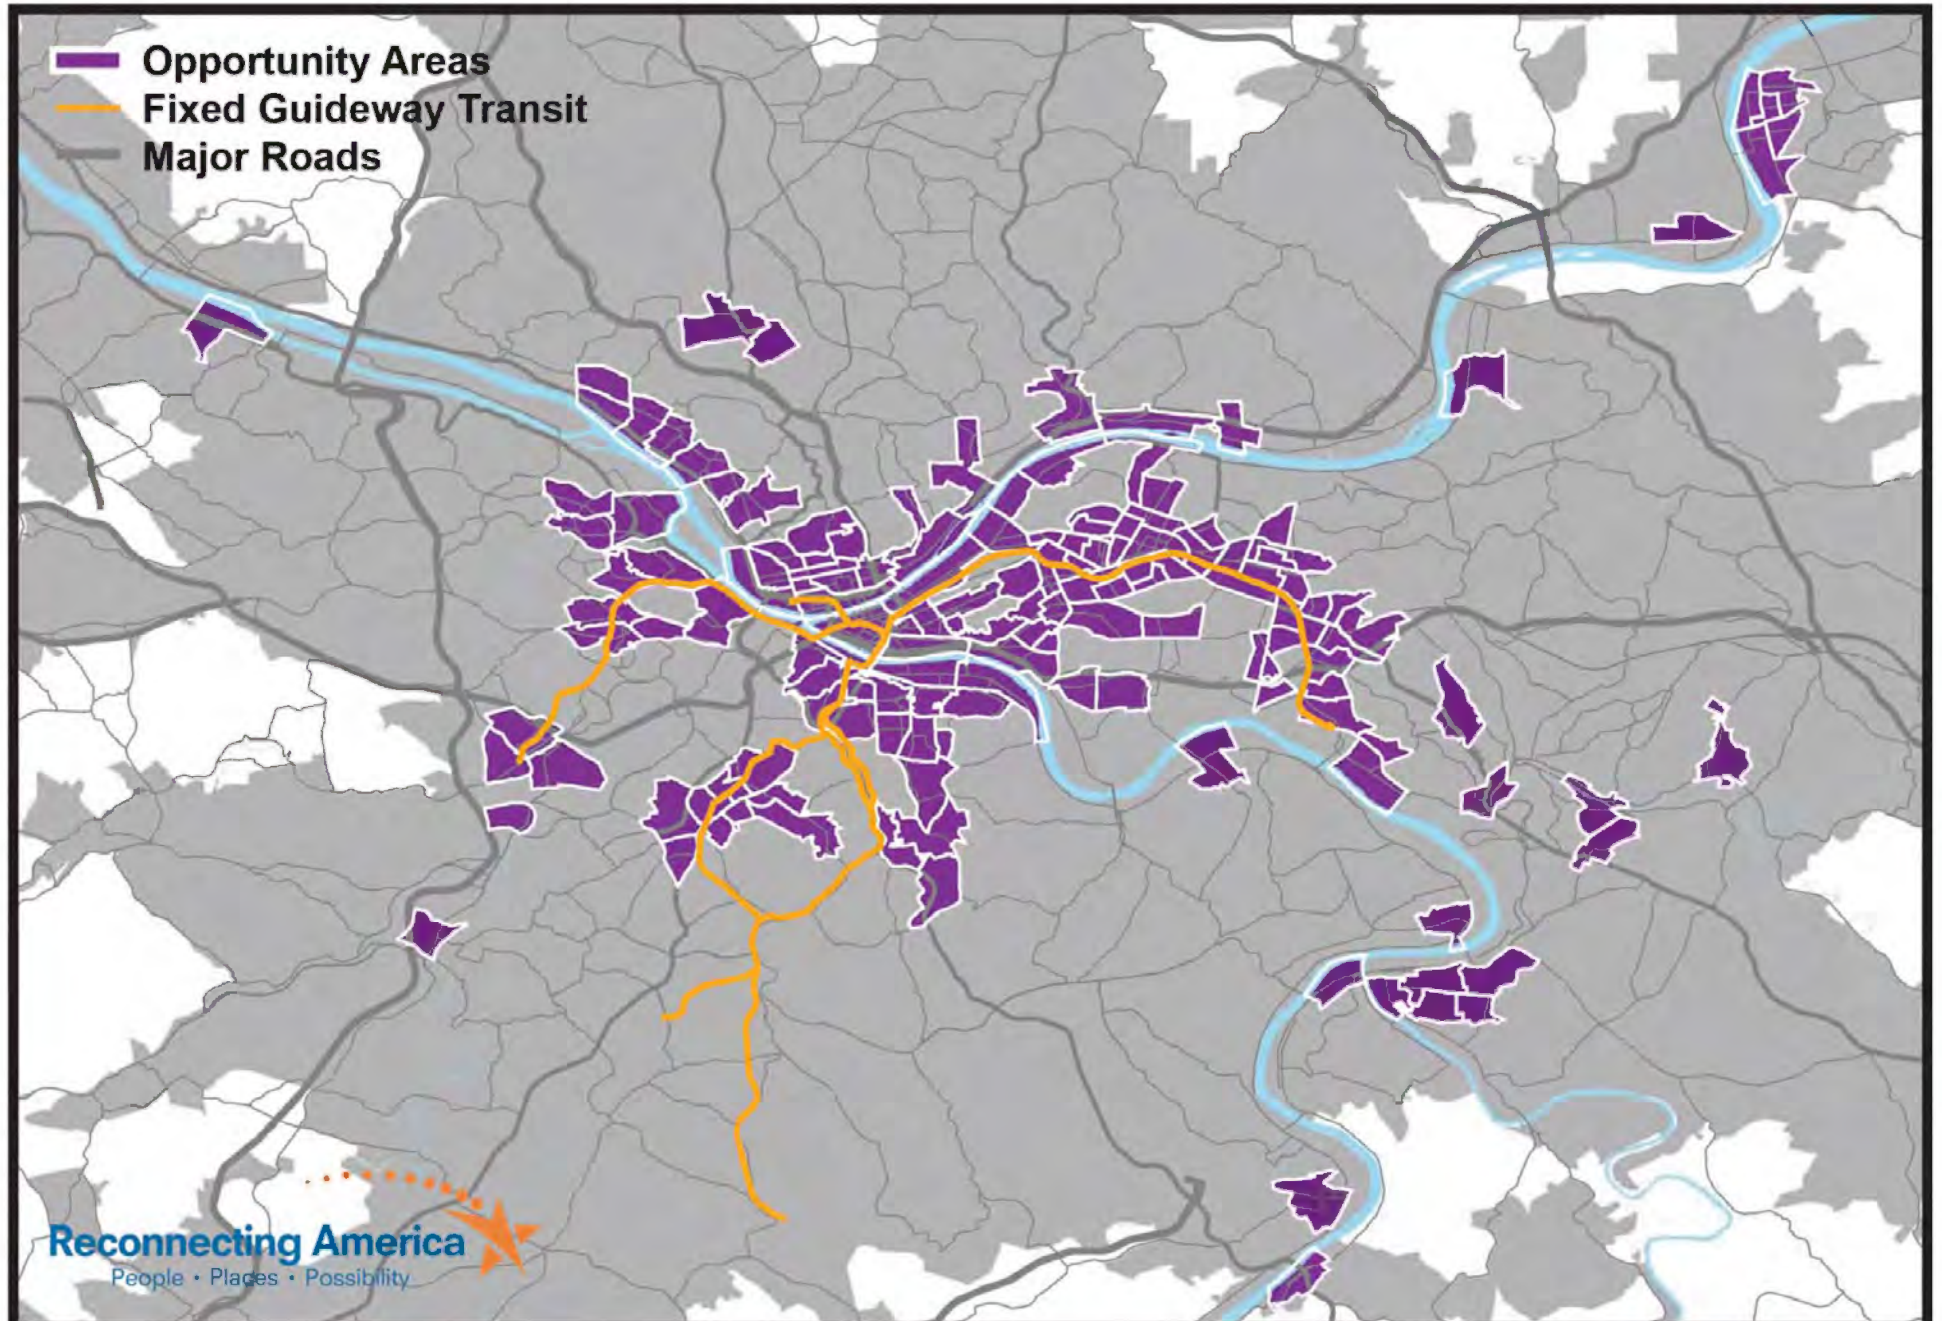 Opportunity Areas
Fixed Guideway Transit
Major Roads
Reconnecting America
People • Places • Possibility